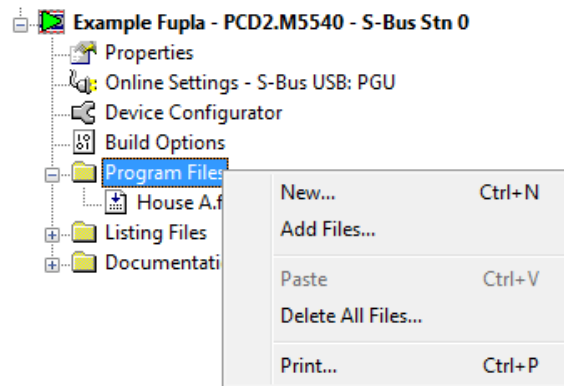 Example Fupla - PCD2.M5540 - S-Bus Stn 0
Properties
Online Settings - S-Bus USB: PGU
Device Configurator
Build Options
Program Files
House A.f
Listing Files
Documentati
New... Ctrl+N
Add Files...
Paste Ctrl+V
Delete All Files...
Print... Ctrl+P